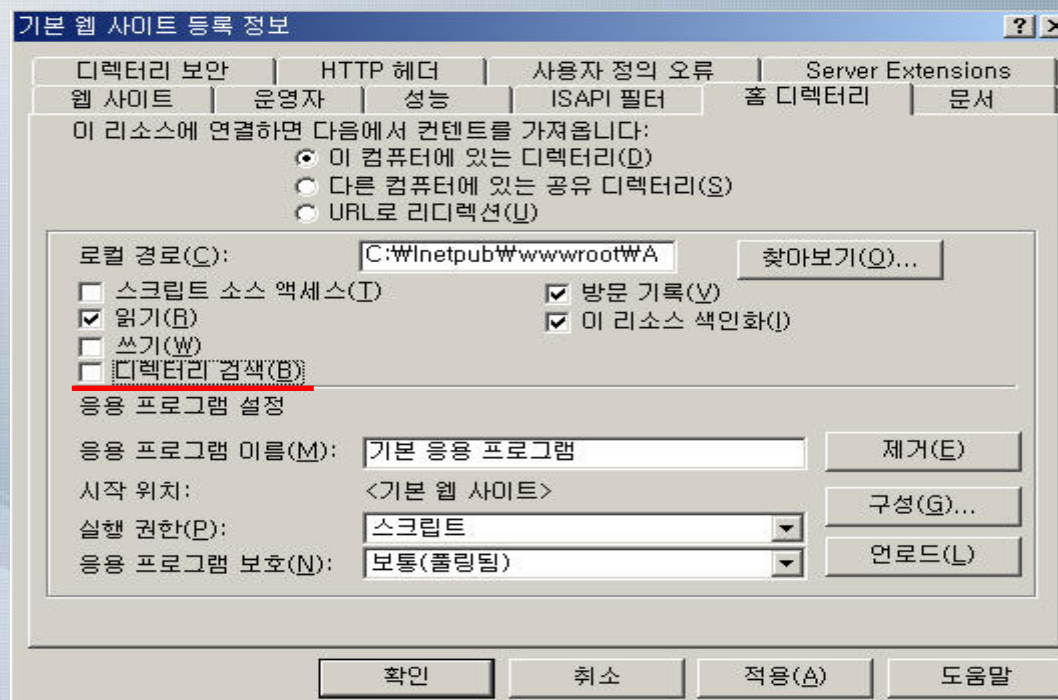 기본 웹 사이트 등록 정보
디렉터리 보안 HTTP 헤더 사용자 정의 오류 Server Extensions
웹 사이트 운영자 성능 ISAPI 필터 홈 디렉터리 문서
이 리소스에 연결하면 다음에서 컨텐트를 가져옵니다:
이 컴퓨터에 있는 디렉터리(D)
다른 컴퓨터에 있는 공유 디렉터리(S)
URL로 리디렉션(U)
로컬 경로(C): C:₩Inetpub₩wwwroot₩A 찾아보기(O)...
스크립트 소스 액세스(T) 방문 기록(V)
읽기(R) 이 리소스 색인화(I)
쓰기(W)
디렉터리 검색(B)
응용 프로그램 설정
응용 프로그램 이름(M): 기본 응용 프로그램 제거(E)
시작 위치: <기본 웹 사이트>
구성(G)...
실행 권한(P): 스크립트
응용 프로그램 보호(N): 보통(풀링됨) 언로드(L)
확인 취소 적용(A) 도움말